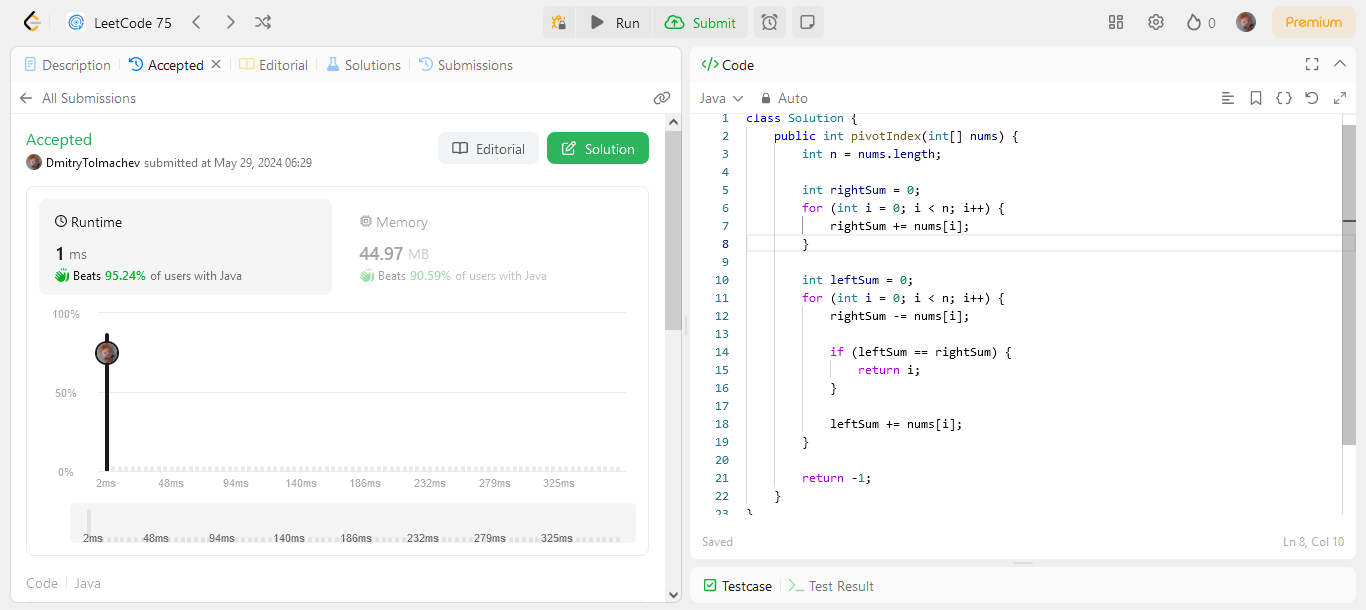 LeetCode 75
Run
Submit
0
Premium
Description
Accepted
Editorial
Solutions
Submissions
All Submissions
Accepted
DmitryTolmachev submitted at May 29, 2024 06:29
Editorial
Solution
Runtime
1 ms
Beats 95.24% of users with Java
Memory
44.97 MB
Beats 90.59% of users with Java
100%
50%
0%
2ms 48ms 94ms 140ms 186ms 232ms 279ms 325ms
2ms 48ms 94ms 140ms 186ms 232ms 279ms 325ms
Code | Java
</> Code
Java
Auto
1 class Solution {
2     public int pivotIndex(int[] nums) {
3         int n = nums.length;
4
5         int rightSum = 0;
6         for (int i = 0; i < n; i++) {
7             rightSum += nums[i];
8         }
9
10         int leftSum = 0;
11         for (int i = 0; i < n; i++) {
12             rightSum -= nums[i];
13
14             if (leftSum == rightSum) {
15                 return i;
16             }
17
18             leftSum += nums[i];
19         }
20
21         return -1;
22     }
23 }
Saved
Ln 8, Col 10
Testcase
Test Result